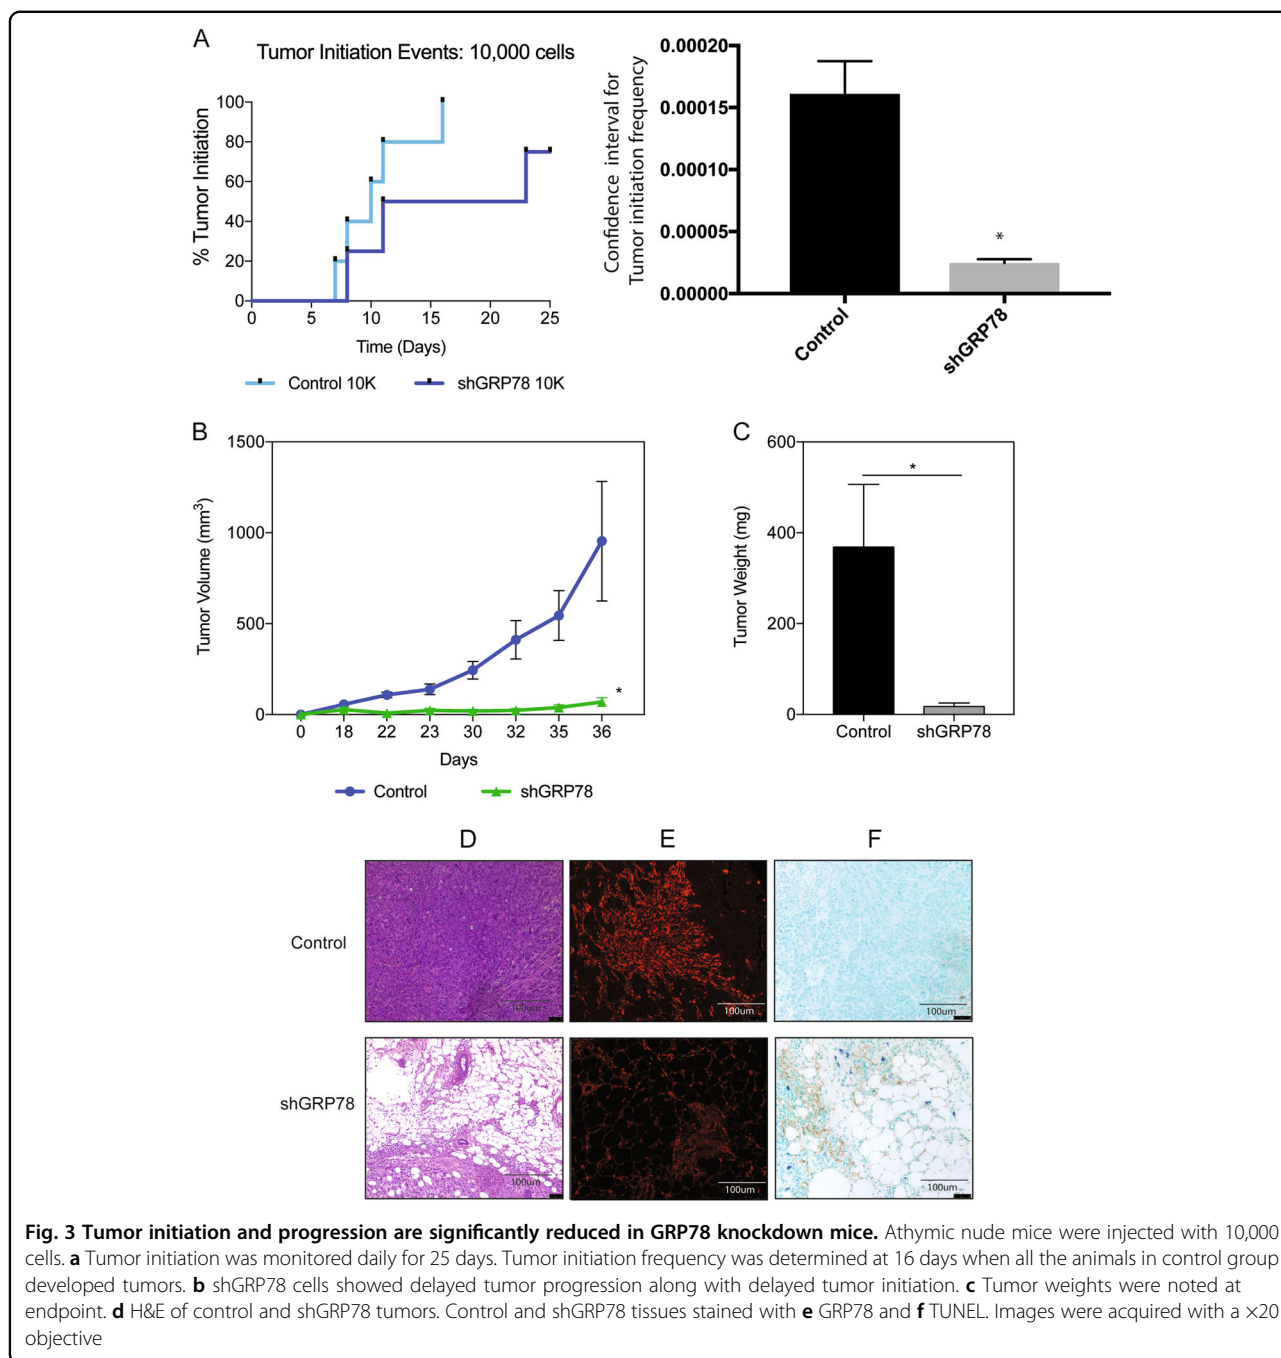 A
Tumor Initiation Events: 10,000 cells
% Tumor Initiation
100
80
60
40
20
0
0 5 10 15 20 25
Time (Days)
Control 10K shGRP78 10K
Confidence interval for
Tumor initiation frequency
0.00020
0.00015
0.00010
0.00005
0.00000
*
Control shGRP78
B
Tumor Volume (mm³)
1500
1000
500
0
*
0 18 22 23 30 32 35 36
Days
Control shGRP78
C
Tumor Weight (mg)
600
400
200
0
*
Control shGRP78
D E F
Control
100um 100um 100um
shGRP78
100um 100um 100um
Fig. 3 Tumor initiation and progression are significantly reduced in GRP78 knockdown mice. Athymic nude mice were injected with 10,000
cells. a Tumor initiation was monitored daily for 25 days. Tumor initiation frequency was determined at 16 days when all the animals in control group
developed tumors. b shGRP78 cells showed delayed tumor progression along with delayed tumor initiation. c Tumor weights were noted at
endpoint. d H&E of control and shGRP78 tumors. Control and shGRP78 tissues stained with e GRP78 and f TUNEL. Images were acquired with a ×20
objective